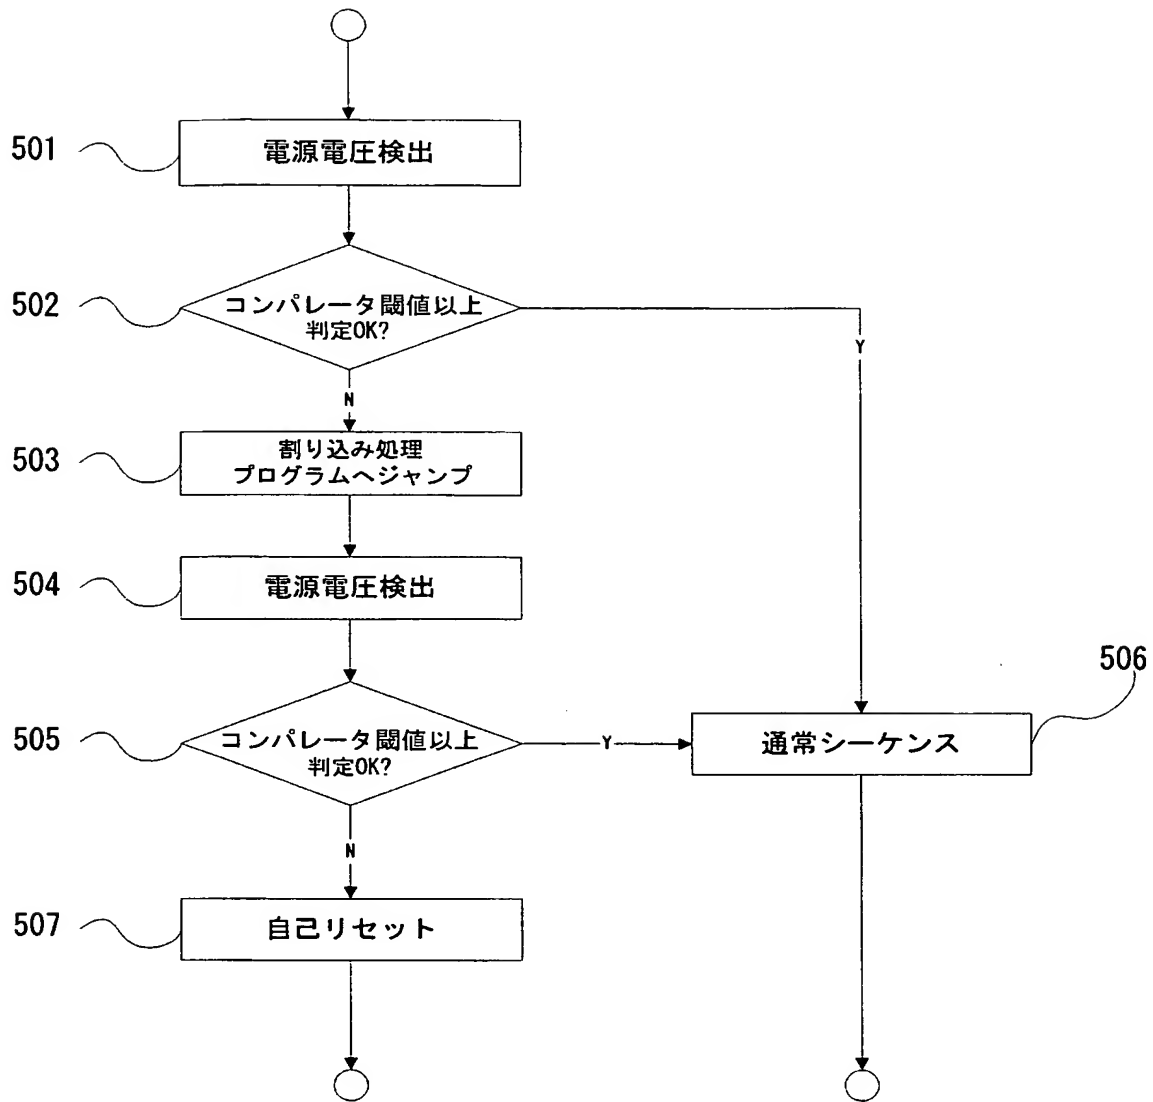 501
電源電圧検出
502
コンパレータ閾値以上
判定OK?
Y
N
503
割り込み処理
プログラムへジャンプ
504
電源電圧検出
506
505
コンパレータ閾値以上
判定OK?
Y
通常シーケンス
N
507
自己リセット